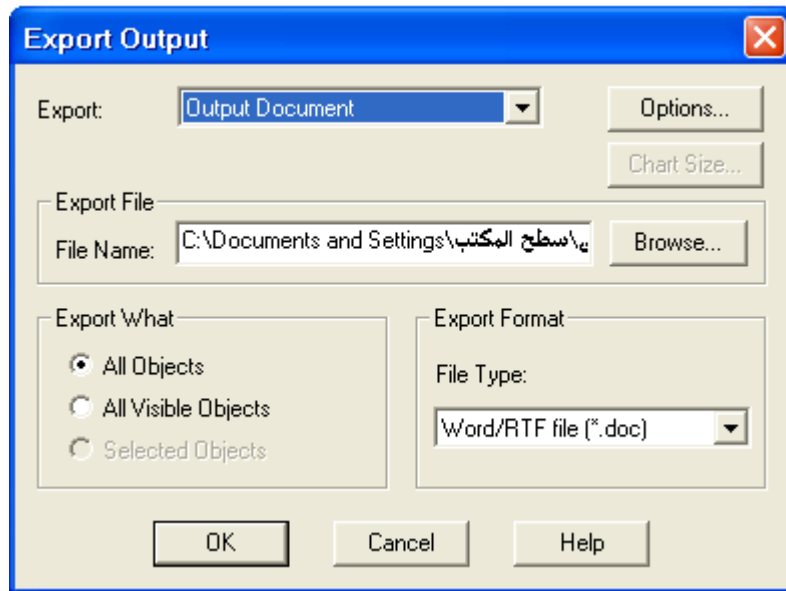 Export Output
Export:
Output Document
Options...
Chart Size...
Export File
File Name:
C:\Documents and Settings\سطح المكتب\ي
Browse...
Export What
Export Format
All Objects
All Visible Objects
Selected Objects
File Type:
Word/RTF file (*.doc)
OK
Cancel
Help